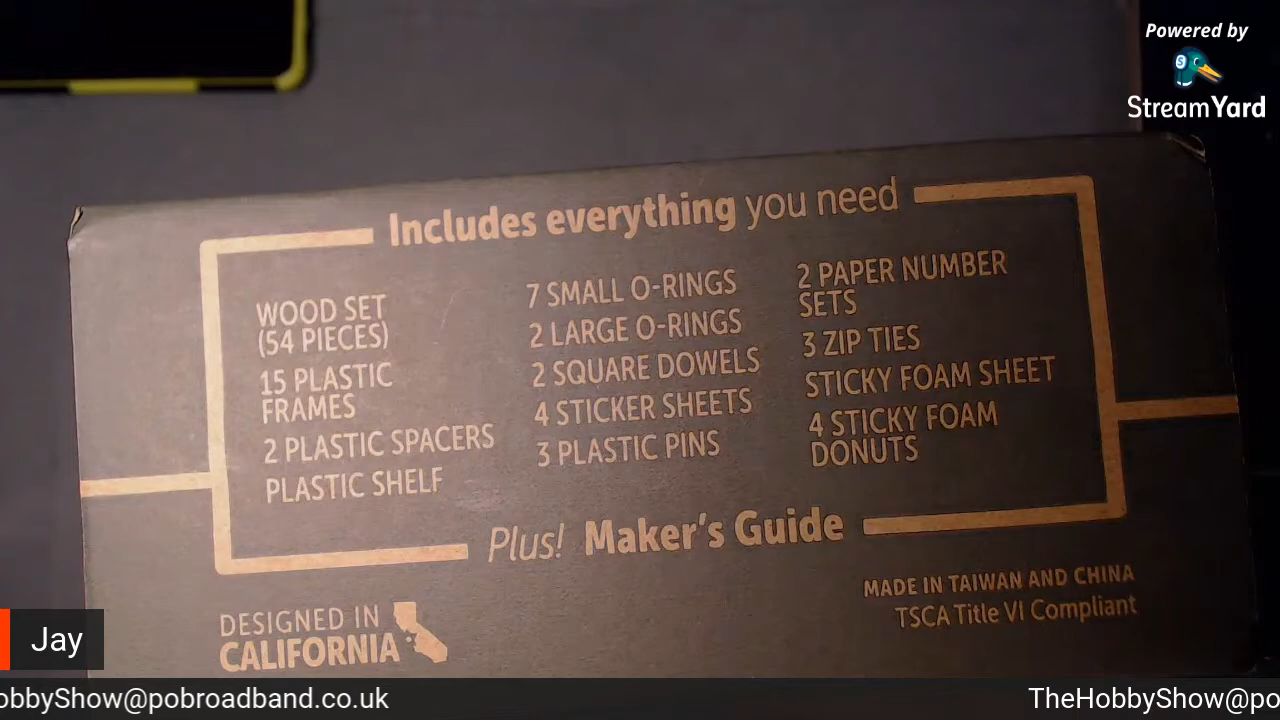 Powered by
StreamYard
Includes everything you need
WOOD SET
(54 PIECES)
15 PLASTIC
FRAMES
2 PLASTIC SPACERS
PLASTIC SHELF
7 SMALL O-RINGS
2 LARGE O-RINGS
2 SQUARE DOWELS
4 STICKER SHEETS
3 PLASTIC PINS
2 PAPER NUMBER
SETS
3 ZIP TIES
STICKY FOAM SHEET
4 STICKY FOAM
DONUTS
Plus! Maker's Guide
DESIGNED IN
CALIFORNIA
MADE IN TAIWAN AND CHINA
TSCA Title VI Compliant
Jay
obbyShow@pobroadband.co.uk
TheHobbyShow@po